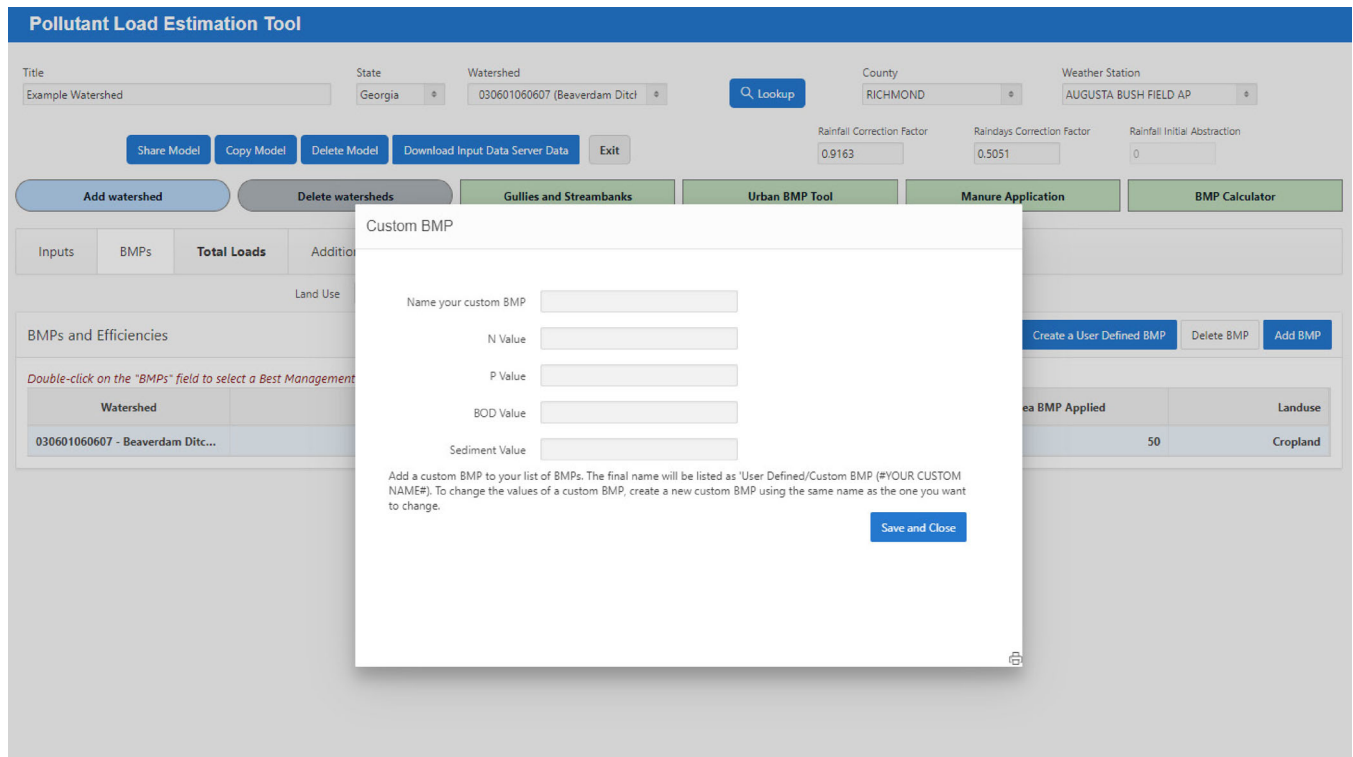 Pollutant Load Estimation Tool
Title State Watershed County Weather Station
Example Watershed Georgia 030601060607 (Beaverdam Ditcl Lookup RICHMOND AUGUSTA BUSH FIELD AP
Rainfall Correction Factor Raindays Correction Factor Rainfall Initial Abstraction
Share Model Copy Model Delete Model Download Input Data Server Data Exit 0.9163 0.5051 0
Add watershed Delete watersheds Gullies and Streambanks Urban BMP Tool Manure Application BMP Calculator
Custom BMP
Inputs BMPs Total Loads Additio
Land Use
Name your custom BMP
BMPs and Efficiencies
Create a User Defined BMP Delete BMP Add BMP
N Value
Double-click on the "BMPs" field to select a Best Management
P Value
Watershed ea BMP Applied Landuse
BOD Value
030601060607 - Beaverdam Ditc... 50 Cropland
Sediment Value
Add a custom BMP to your list of BMPs. The final name will be listed as 'User Defined/Custom BMP (#YOUR CUSTOM
NAME#). To change the values of a custom BMP, create a new custom BMP using the same name as the one you want
to change.
Save and Close